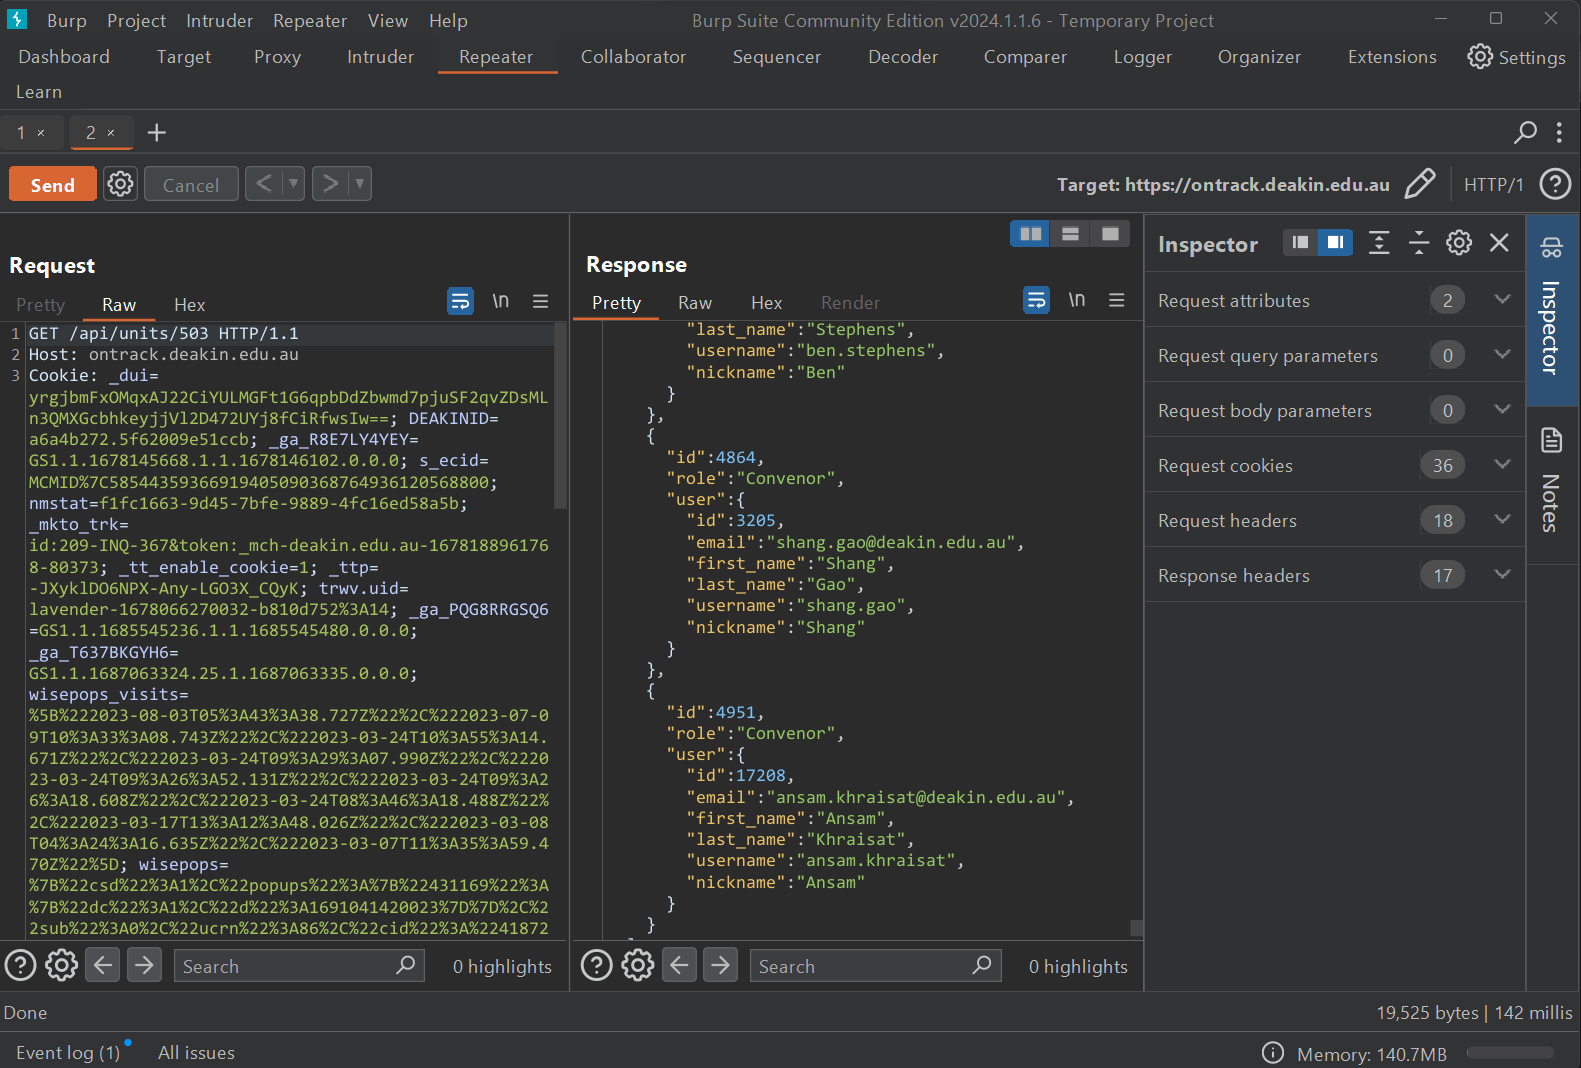 Burp Project Intruder Repeater View Help Burp Suite Community Edition v2024.1.1.6 - Temporary Project
Dashboard Target Proxy Intruder Repeater Collaborator Sequencer Decoder Comparer Logger Organizer Extensions Settings
Learn
1 × 2 × +
Send Cancel < > Target: https://ontrack.deakin.edu.au HTTP/1 ?
Request
Pretty Raw Hex \n
1 GET /api/units/503 HTTP/1.1
2 Host: ontrack.deakin.edu.au
3 Cookie: _dui=
yrgjbmFxOMqxAJ22CiYULMGFt1G6qpbDdZbwmd7pjuSF2qvZDsML
n3QMXGcbhkeyjjVl2D472UYj8fCiRfwsIw==; DEAKINID=
a6a4b272.5f62009e51ccb; _ga_R8E7LY4YEY=
GS1.1.1678145668.1.1.1678146102.0.0.0; s_ecid=
MCMID%7C58544359366919405090368764936120568800;
nmstat=f1fc1663-9d45-7bfe-9889-4fc16ed58a5b;
_mkto_trk=
id:209-INQ-367&token:_mch-deakin.edu.au-167818896176
8-80373; _tt_enable_cookie=1; _ttp=
-JXyklDO6NPX-Any-LGO3X_CQyK; trwv.uid=
lavender-1678066270032-b810d752%3A14; _ga_PQG8RRGSQ6
=GS1.1.1685545236.1.1.1685545480.0.0.0;
_ga_T637BKGYH6=
GS1.1.1687063324.25.1.1687063335.0.0.0;
wisepops_visits=
%5B%222023-08-03T05%3A43%3A38.727Z%22%2C%222023-07-0
9T10%3A33%3A08.743Z%22%2C%222023-03-24T10%3A55%3A14.
671Z%22%2C%222023-03-24T09%3A29%3A07.990Z%22%2C%2220
23-03-24T09%3A26%3A52.131Z%22%2C%222023-03-24T09%3A2
6%3A18.608Z%22%2C%222023-03-24T08%3A46%3A18.488Z%22%
2C%222023-03-17T13%3A12%3A48.026Z%22%2C%222023-03-08
T04%3A24%3A16.635Z%22%2C%222023-03-07T11%3A35%3A59.4
70Z%22%5D; wisepops=
%7B%22csd%22%3A1%2C%22popups%22%3A%7B%22431169%22%3A
%7B%22dc%22%3A1%2C%22d%22%3A1691041420023%7D%7D%2C%2
2sub%22%3A0%2C%22ucrn%22%3A86%2C%22cid%22%3A%2241872
? Search 0 highlights
Response
Pretty Raw Hex Render \n
"last_name":"Stephens",
"username":"ben.stephens",
"nickname":"Ben"
}
},
{
"id":4864,
"role":"Convenor",
"user":{
"id":3205,
"email":"shang.gao@deakin.edu.au",
"first_name":"Shang",
"last_name":"Gao",
"username":"shang.gao",
"nickname":"Shang"
}
},
{
"id":4951,
"role":"Convenor",
"user":{
"id":17208,
"email":"ansam.khraisat@deakin.edu.au",
"first_name":"Ansam",
"last_name":"Khraisat",
"username":"ansam.khraisat",
"nickname":"Ansam"
}
}
? Search 0 highlights
Inspector
Request attributes 2
Request query parameters 0
Request body parameters 0
Request cookies 36
Request headers 18
Response headers 17
Inspector
Notes
Done 19,525 bytes | 142 millis
Event log (1) All issues Memory: 140.7MB